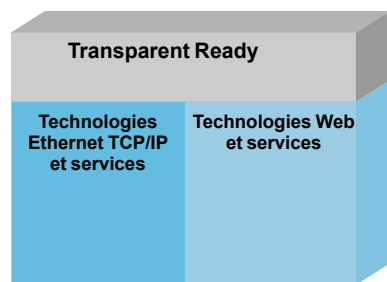 Transparent Ready
Technologies
Ethernet TCP/IP
et services
Technologies Web
et services